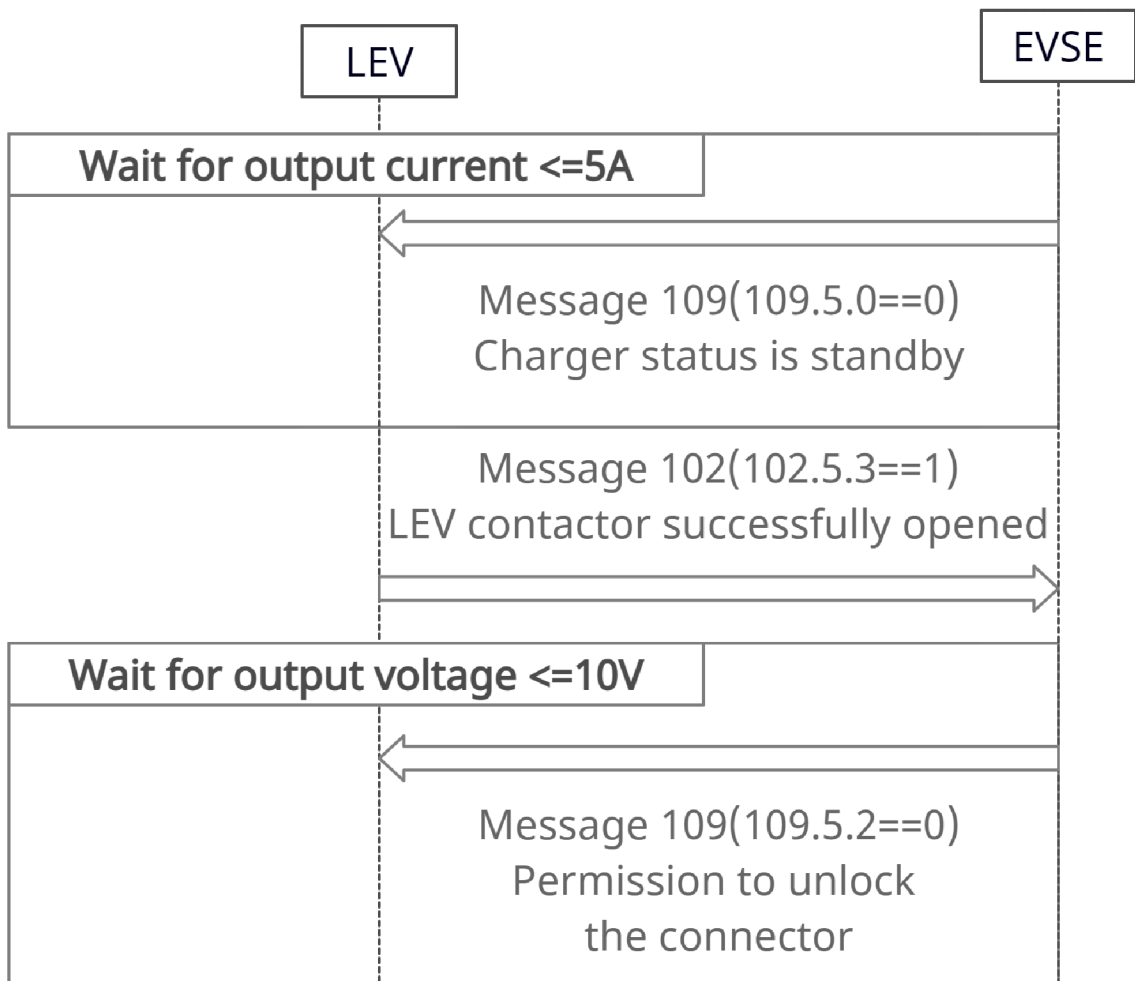 LEV
EVSE
Wait for output current <=5A
Message 109(109.5.0==0)
Charger status is standby
Message 102(102.5.3==1)
LEV contactor successfully opened
Wait for output voltage <=10V
Message 109(109.5.2==0)
Permission to unlock
the connector